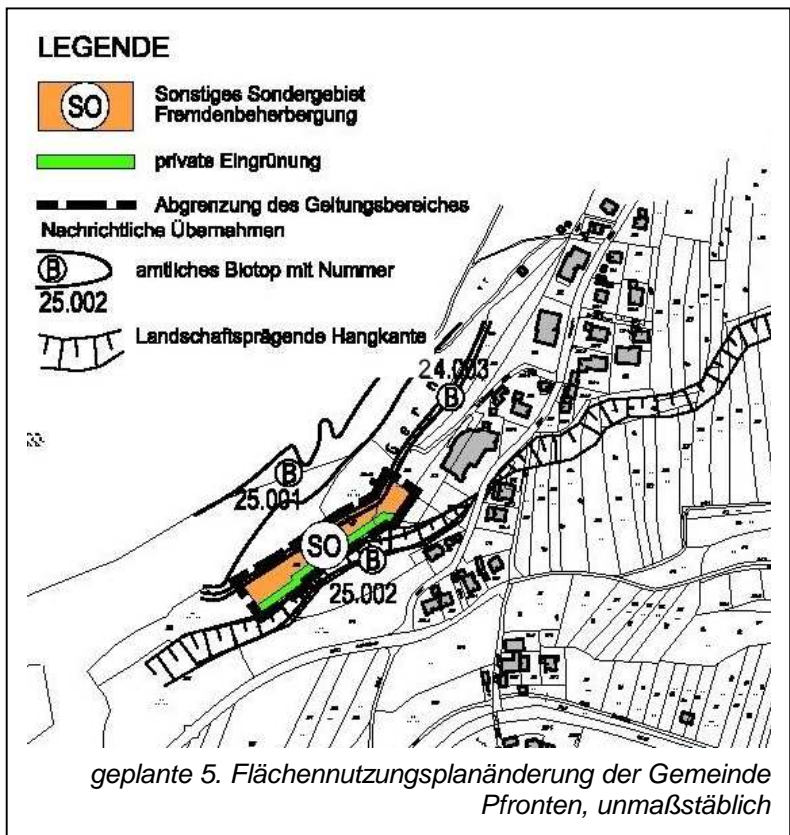 LEGENDE
SO
Sonstiges Sondergebiet
Fremdenbeherbergung
private Eingrünung
Abgrenzung des Geltungsbereiches
Nachrichtliche Übernahmen
B
amtliches Biotop mit Nummer
25.002
Landschaftsprägende Hangkante
24.003
B
B
25.001
SO
B
25.002
geplante 5. Flächennutzungsplanänderung der Gemeinde
Pfronten, unmaßstäblich